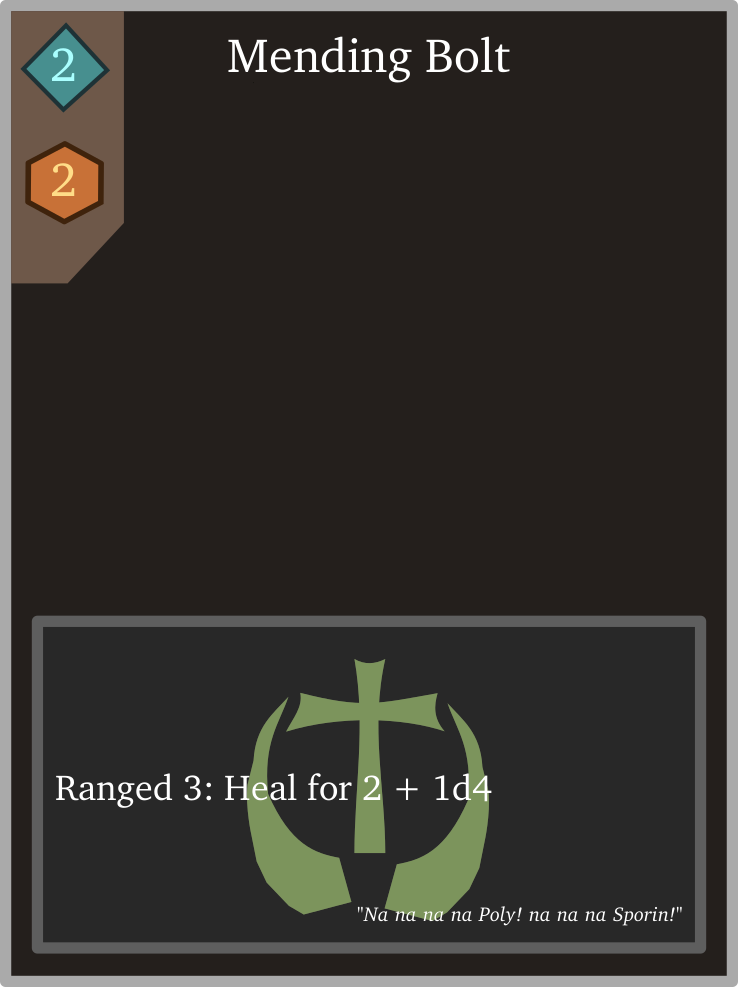 2
Mending Bolt
2
Ranged 3: Heal for 2 + 1d4
"Na na na na Poly! na na na Sporin!"